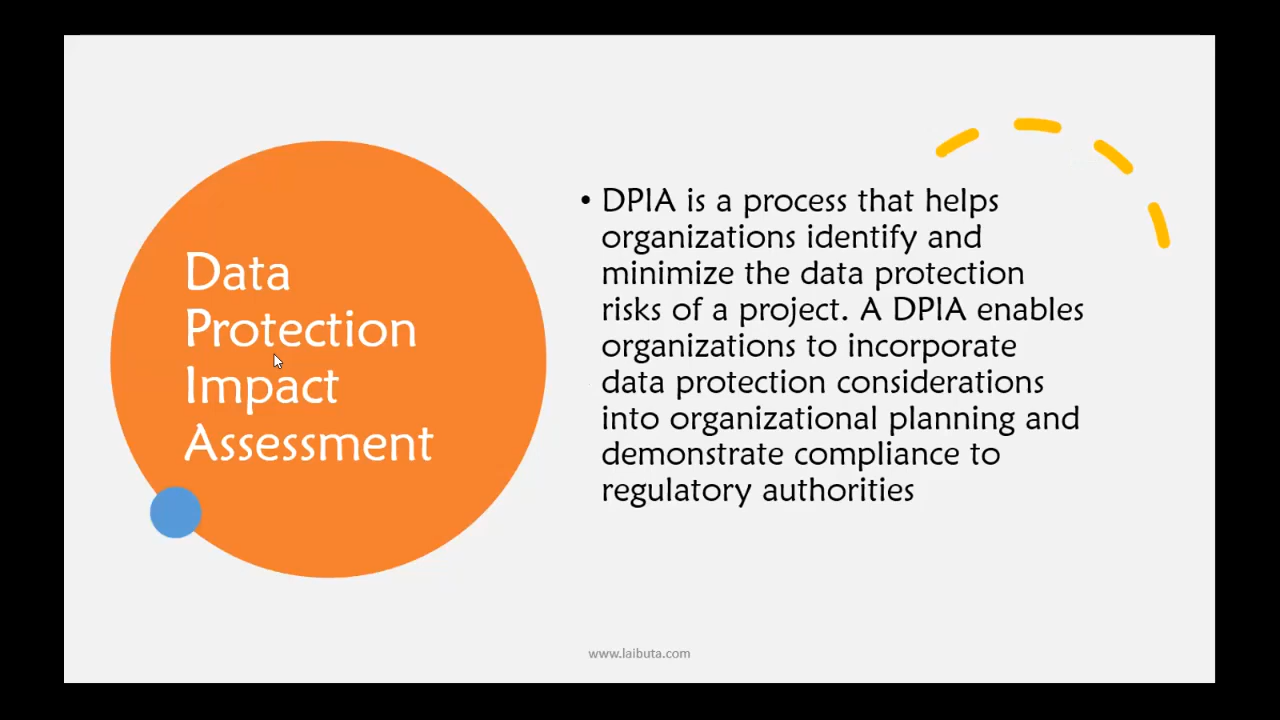 Data
Protection
Impact
Assessment
• DPIA is a process that helps
organizations identify and
minimize the data protection
risks of a project. A DPIA enables
organizations to incorporate
data protection considerations
into organizational planning and
demonstrate compliance to
regulatory authorities
www.laibuta.com